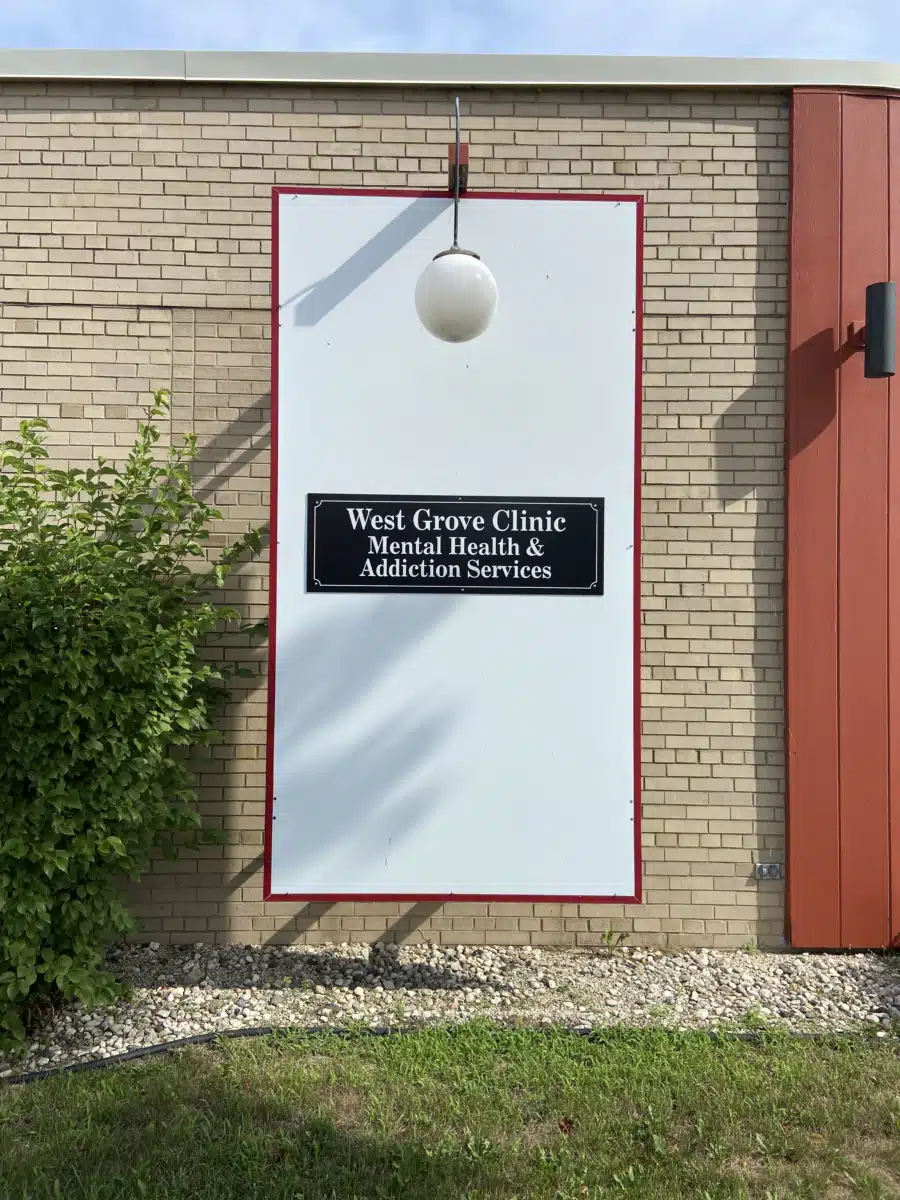 West Grove Clinic
Mental Health &
Addiction Services